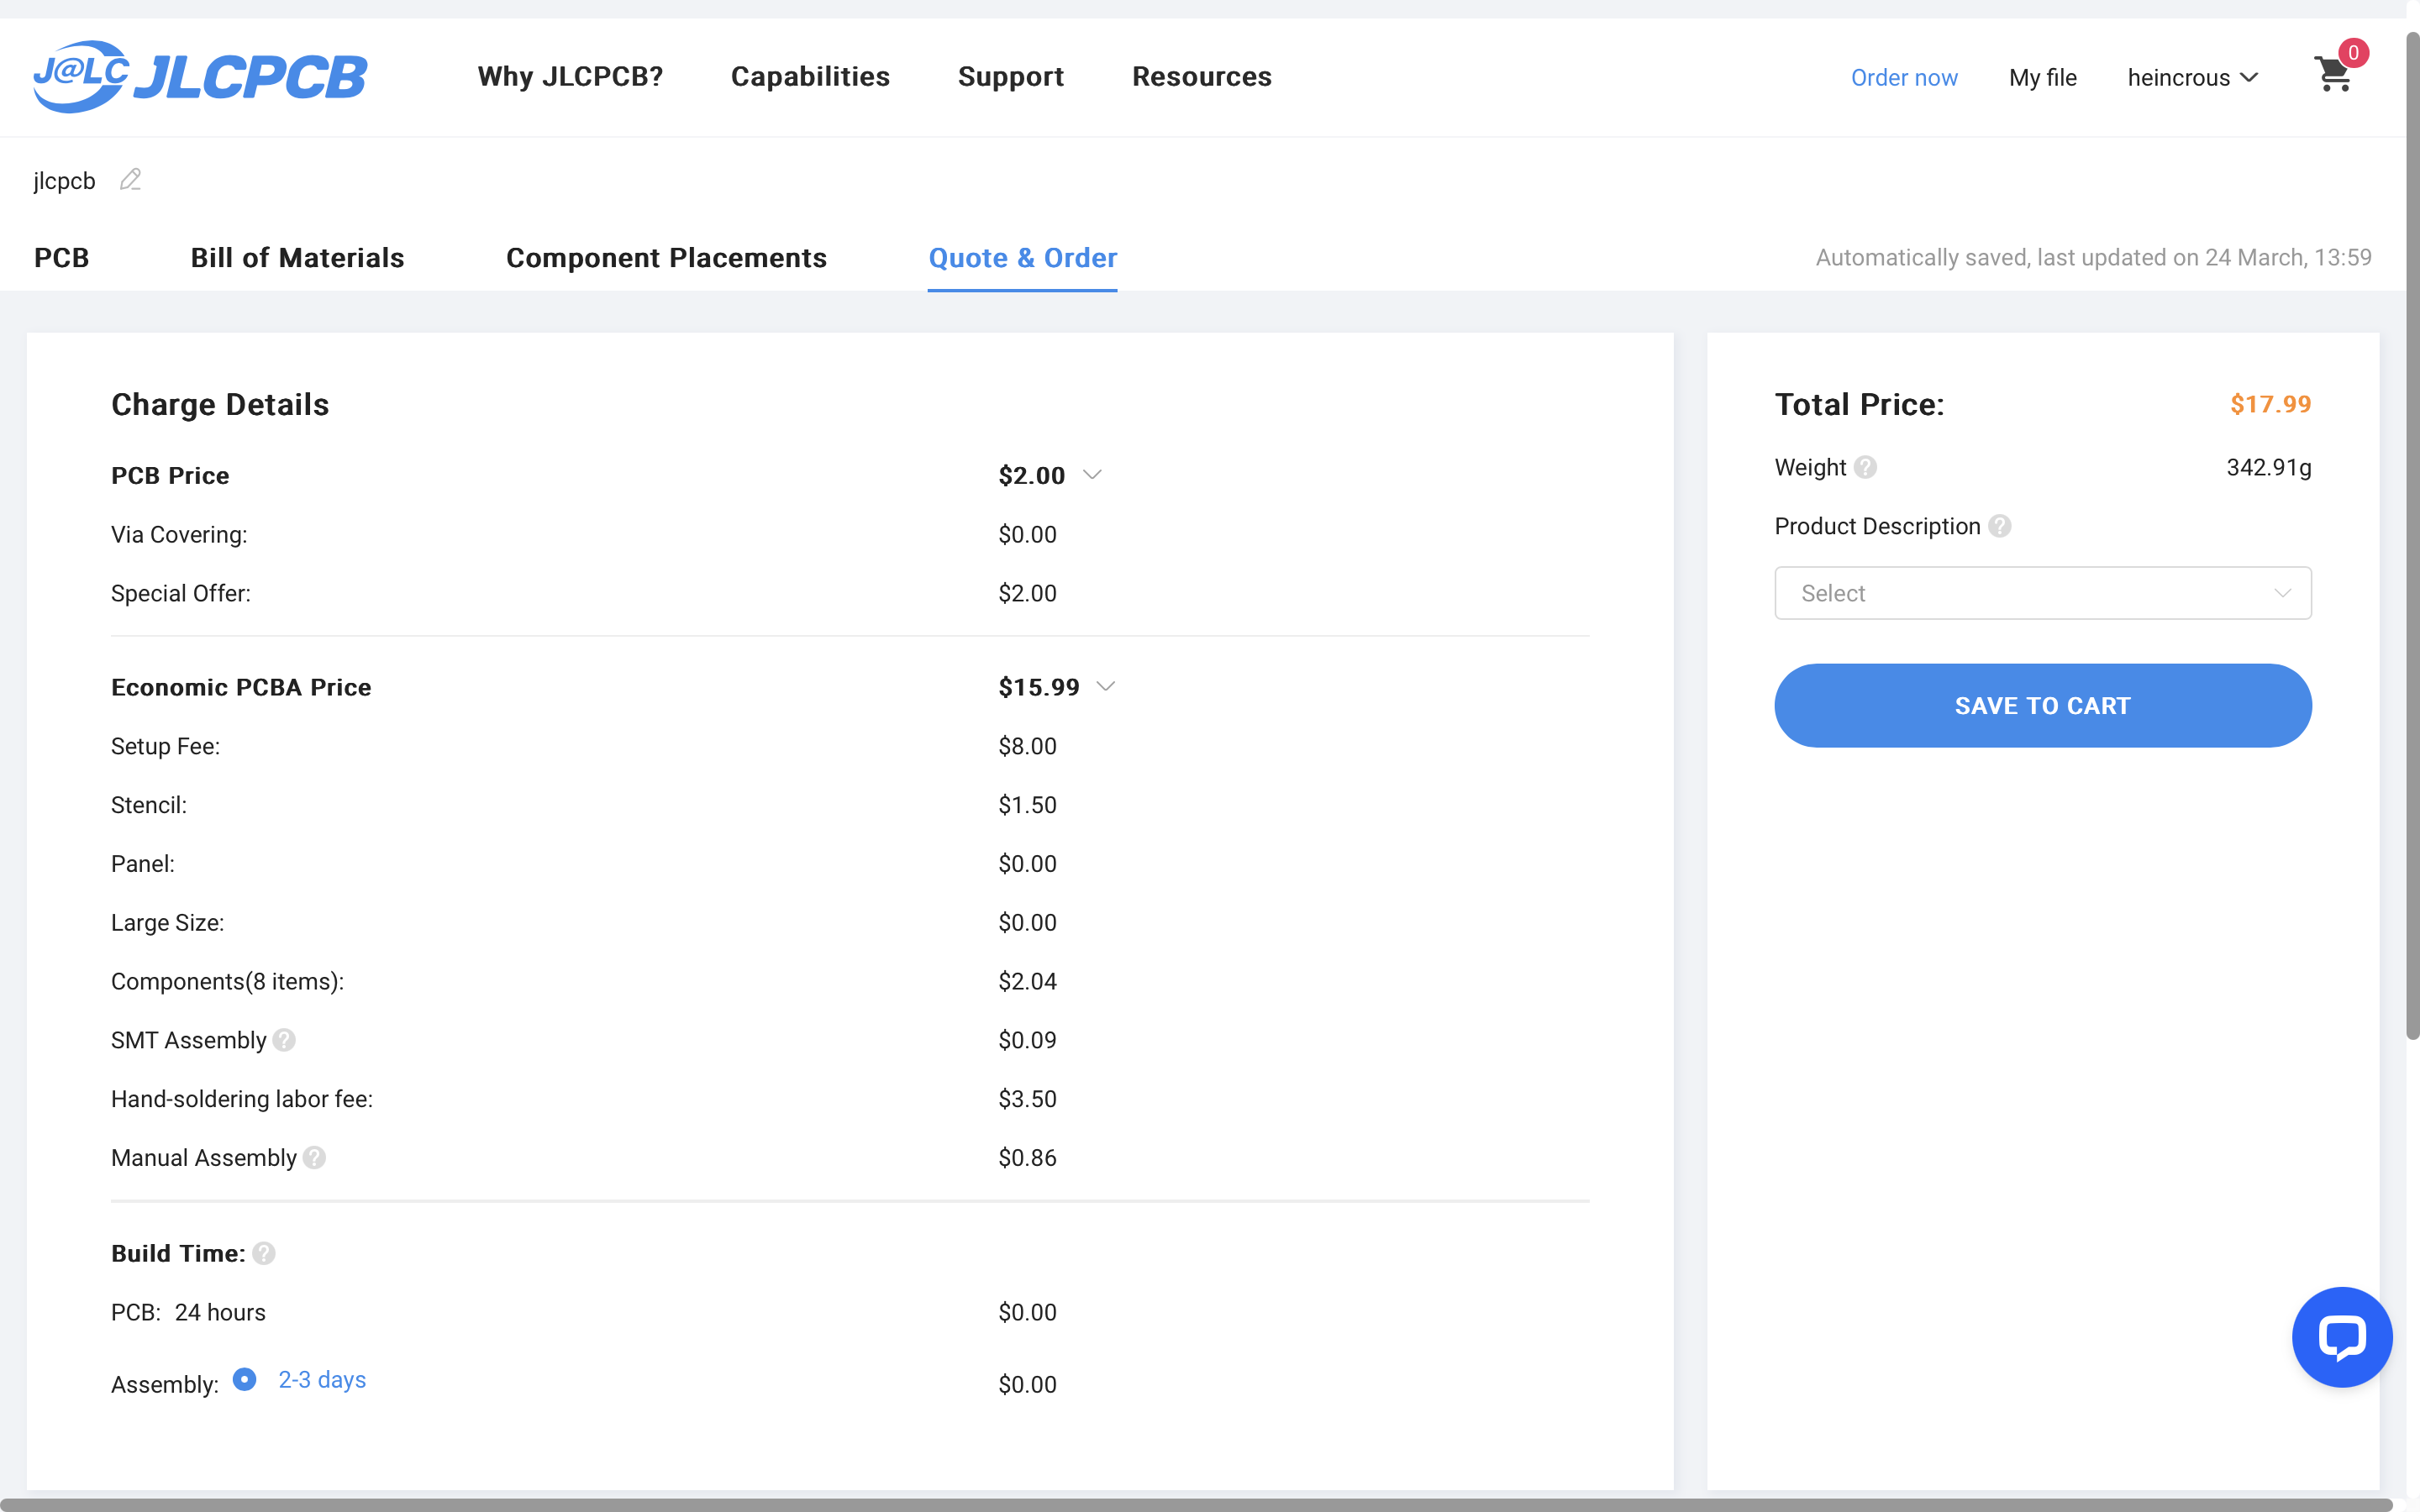 J@LC JLCPCB
Why JLCPCB? Capabilities Support Resources
Order now My file heincrous 0
jlcpcb
PCB Bill of Materials Component Placements Quote & Order
Automatically saved, last updated on 24 March, 13:59
Charge Details
PCB Price $2.00
Via Covering: $0.00
Special Offer: $2.00
Economic PCBA Price $15.99
Setup Fee: $8.00
Stencil: $1.50
Panel: $0.00
Large Size: $0.00
Components(8 items): $2.04
SMT Assembly ? $0.09
Hand-soldering labor fee: $3.50
Manual Assembly ? $0.86
Build Time: ?
PCB: 24 hours $0.00
Assembly: 2-3 days $0.00
Total Price: $17.99
Weight ? 342.91g
Product Description ?
Select
SAVE TO CART